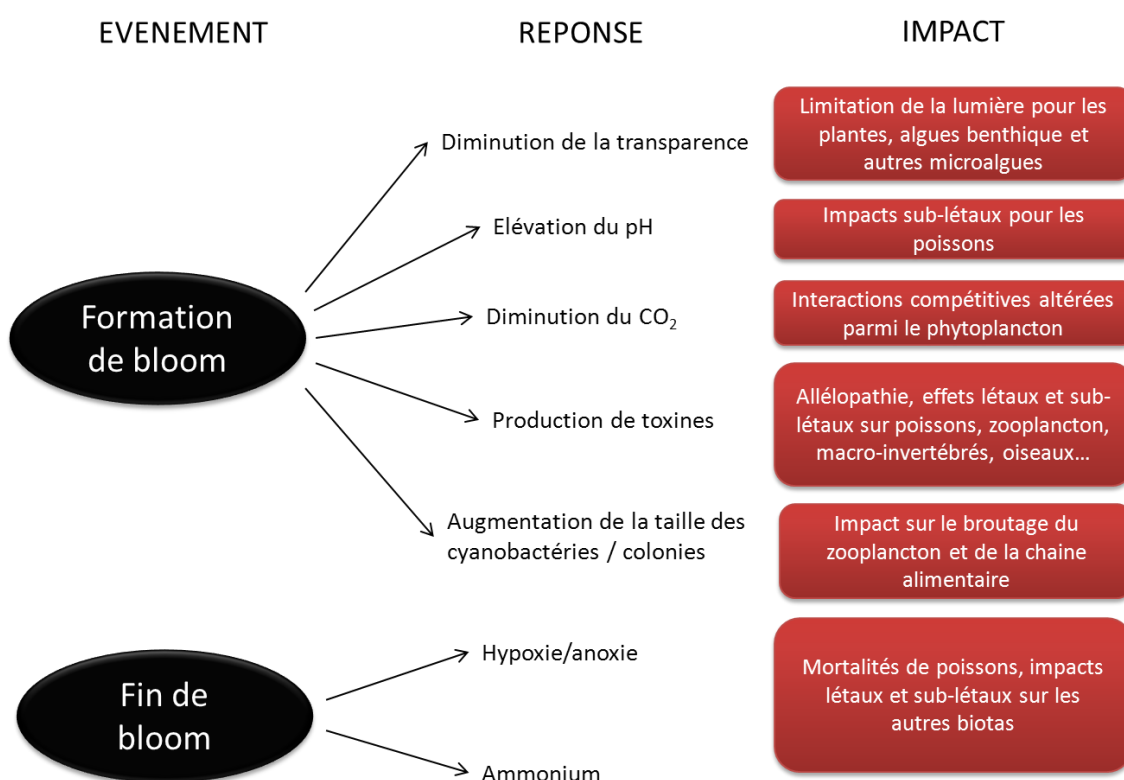 EVENEMENT
REPONSE
IMPACT
Formation
de bloom
Diminution de la transparence
Limitation de la lumière pour les
plantes, algues benthique et
autres microalgues
Elévation du pH
Impacts sub-létaux pour les
poissons
Diminution du CO₂
Interactions compétitives altérées
parmi le phytoplancton
Production de toxines
Allélopathie, effets létaux et sub-
létaux sur poissons, zooplancton,
macro-invertébrés, oiseaux...
Augmentation de la taille des
cyanobactéries / colonies
Impact sur le broutage du
zooplancton et de la chaine
alimentaire
Fin de
bloom
Hypoxie/anoxie
Ammonium
Mortalités de poissons, impacts
létaux et sub-létaux sur les
autres biotas